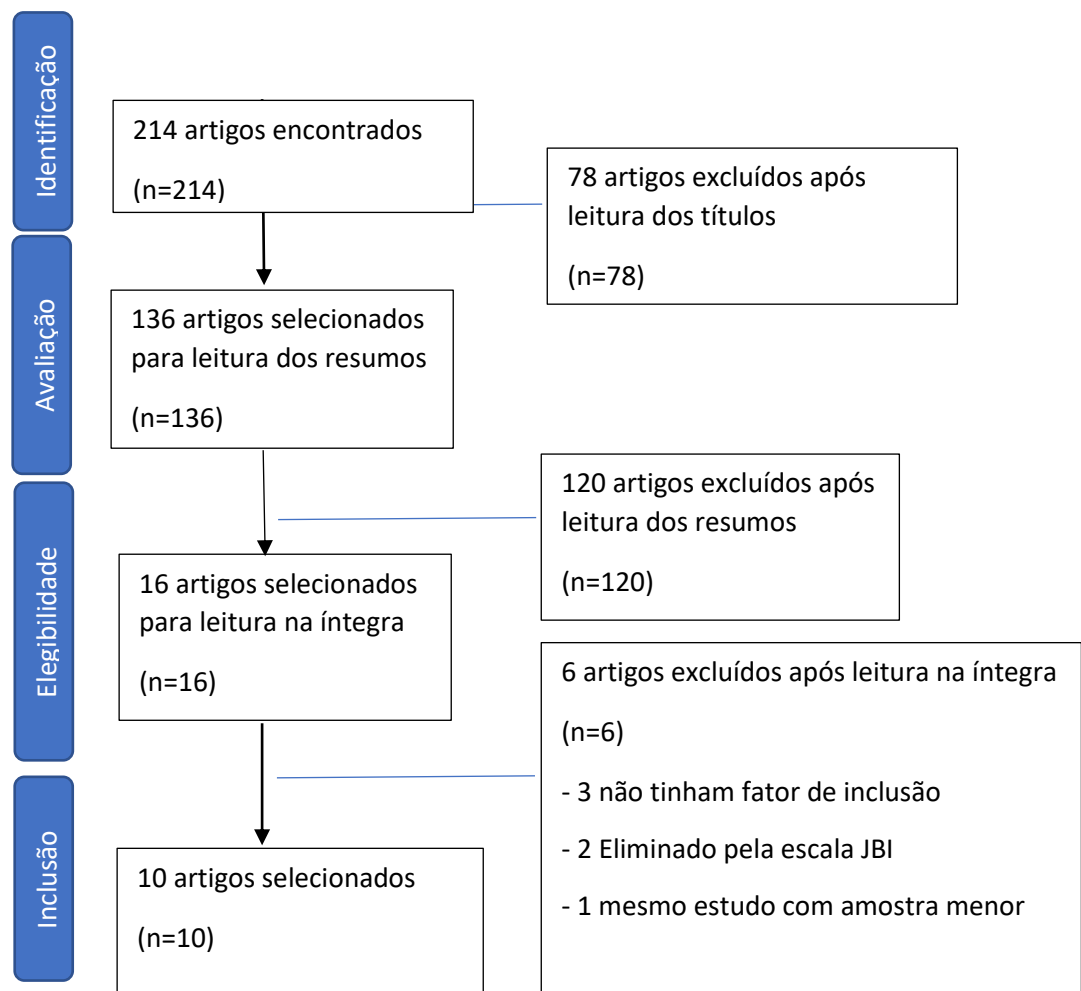 Identificação
214 artigos encontrados
(n=214)
78 artigos excluídos após
leitura dos títulos
(n=78)
Avaliação
136 artigos selecionados
para leitura dos resumos
(n=136)
120 artigos excluídos após
leitura dos resumos
(n=120)
Elegibilidade
16 artigos selecionados
para leitura na íntegra
(n=16)
6 artigos excluídos após leitura na íntegra
(n=6)
- 3 não tinham fator de inclusão
- 2 Eliminado pela escala JBI
- 1 mesmo estudo com amostra menor
Inclusão
10 artigos selecionados
(n=10)